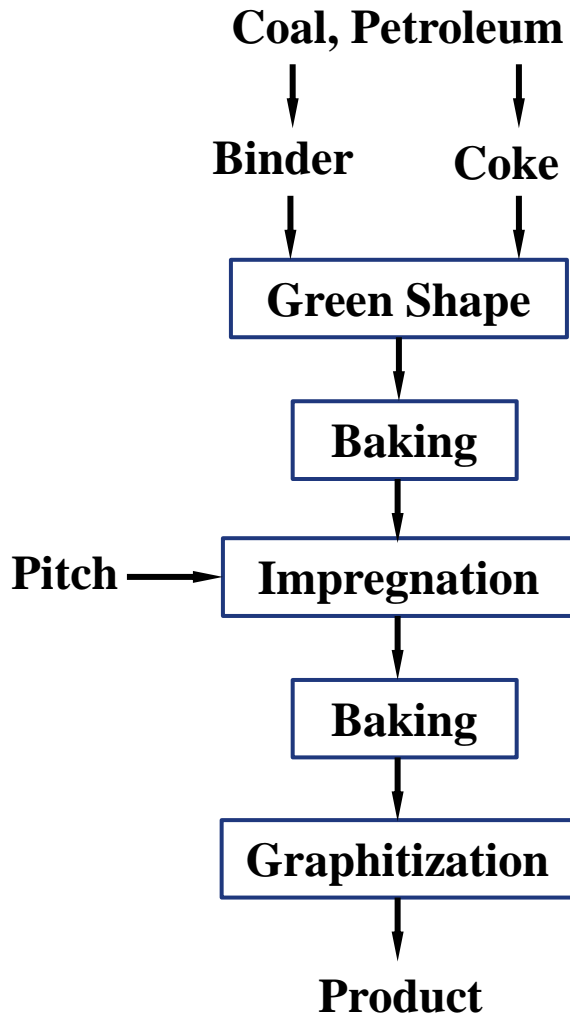 Coal, Petroleum
Binder
Coke
Green Shape
Baking
Pitch
Impregnation
Baking
Graphitization
Product